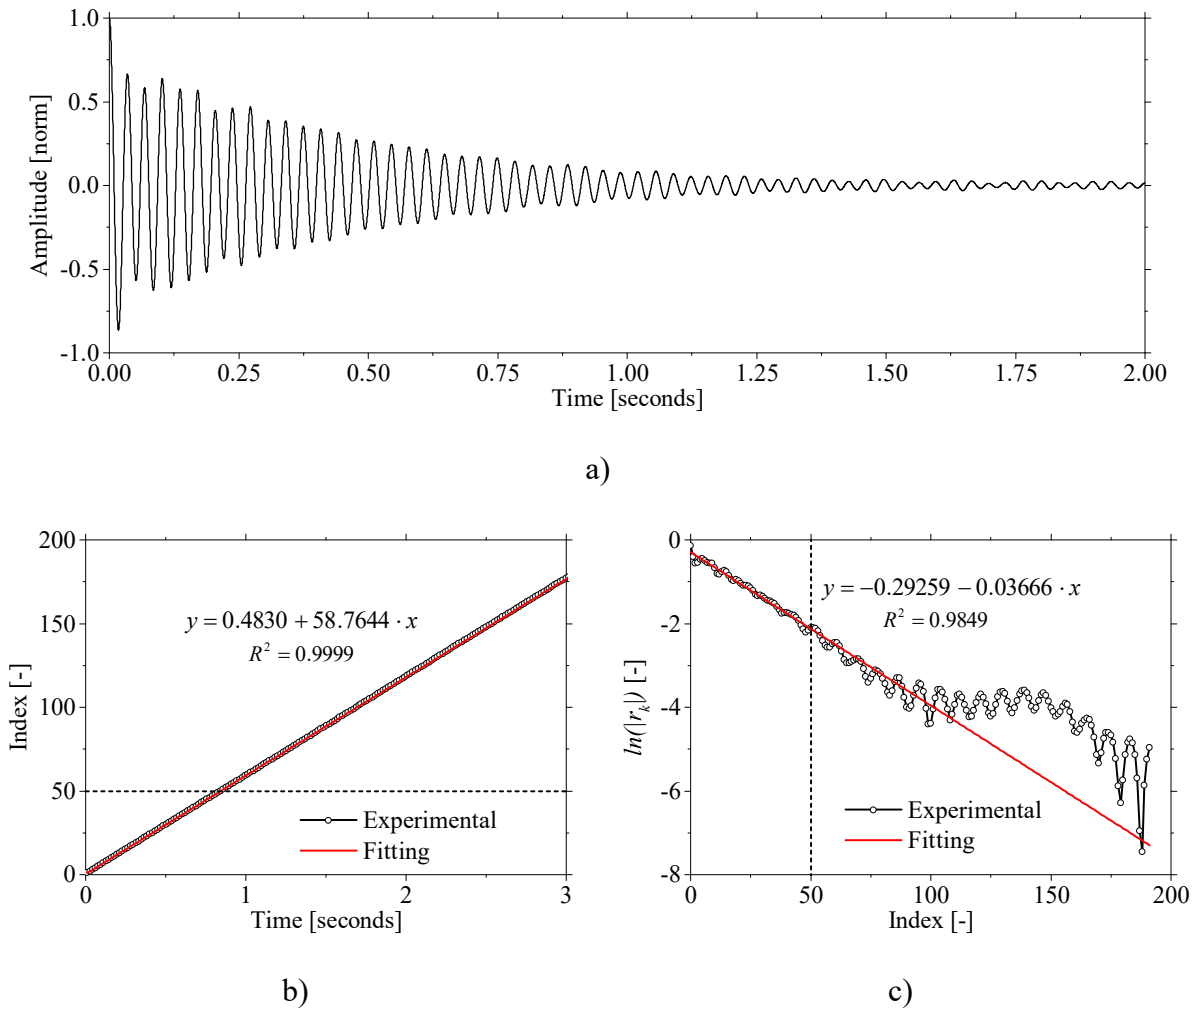 1.0
0.5
0.0
-0.5
-1.0
Amplitude [norm]
0.00 0.25 0.50 0.75 1.00 1.25 1.50 1.75 2.00
Time [seconds]
a)
200
150
100
50
0
Index [-]
y = 0.4830 + 58.7644 · x
R² = 0.9999
Experimental
Fitting
0 1 2 3
Time [seconds]
b)
0
-2
-4
-6
-8
ln(|rₖ|) [-]
y = −0.29259 − 0.03666 · x
R² = 0.9849
Experimental
Fitting
0 50 100 150 200
Index [-]
c)